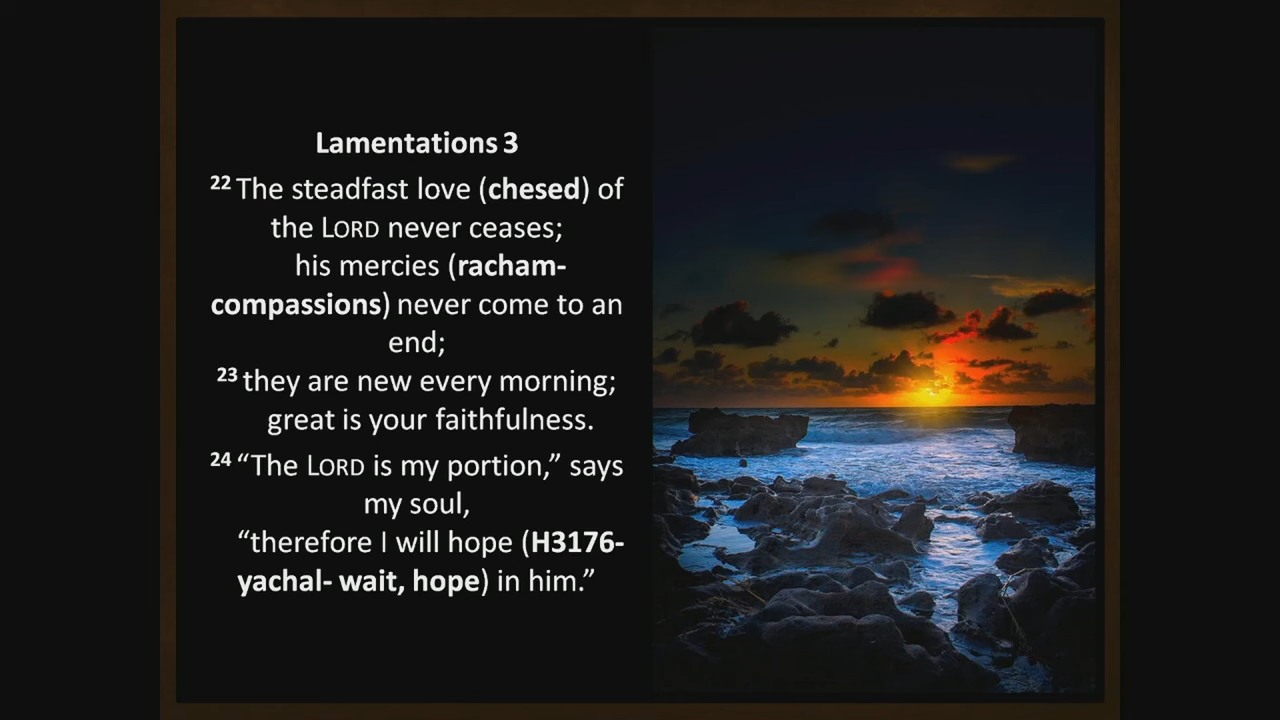 Lamentations 3
22 The steadfast love (chesed) of
the LORD never ceases;
his mercies (racham-
compassions) never come to an
end;
23 they are new every morning;
great is your faithfulness.
24 “The LORD is my portion,” says
my soul,
“therefore I will hope (H3176-
yachal- wait, hope) in him.”